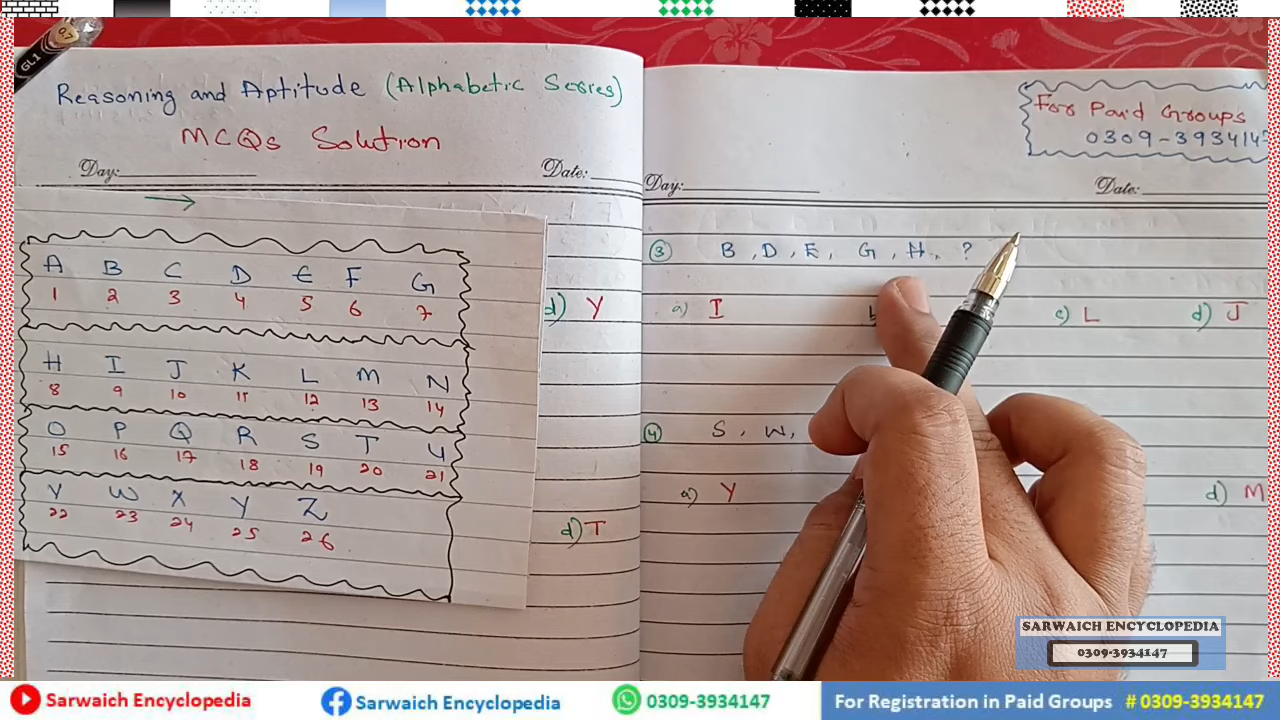 Reasoning and Aptitude (Alphabetic Series)
MCQs Solution
Day:
Date:
A B C D E F G
1 2 3 4 5 6 7
H I J K L M N
8 9 10 11 12 13 14
O P Q R S T U
15 16 17 18 19 20 21
V W X Y Z
22 23 24 25 26
d) Y
d) T
For Paid Groups
0309-393414
Day:
Date:
3 B, D, E, G, H, ?
a) I c) L d) J
4 S, W,
a) Y d) M
GL1 0.7
SARWAICH ENCYCLOPEDIA
0309-3934147
Sarwaich Encyclopedia
Sarwaich Encyclopedia
0309-3934147
For Registration in Paid Groups # 0309-3934147